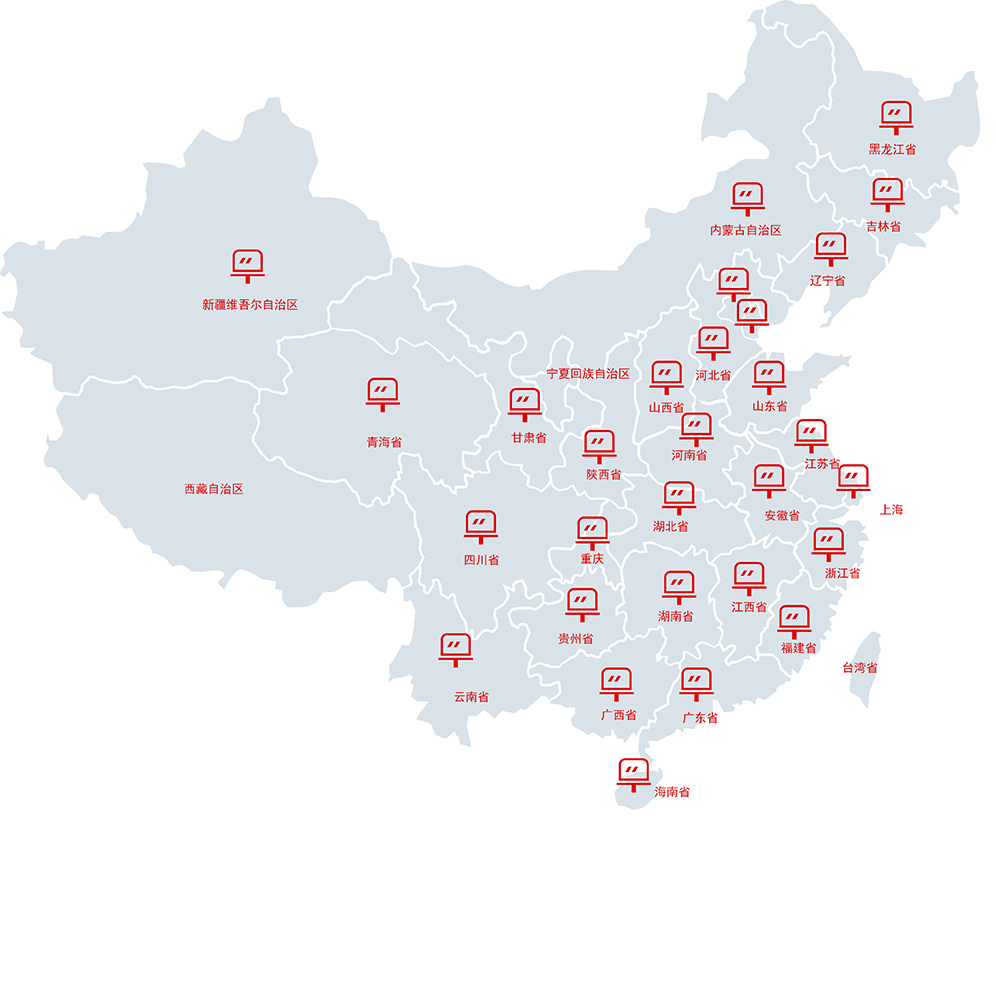 黑龙江省
吉林省
内蒙古自治区
辽宁省
新疆维吾尔自治区
宁夏回族自治区
河北省
山西省
山东省
青海省
甘肃省
河南省
江苏省
陕西省
西藏自治区
上海
安徽省
湖北省
四川省
重庆
浙江省
江西省
湖南省
贵州省
福建省
台湾省
云南省
广西省
广东省
海南省